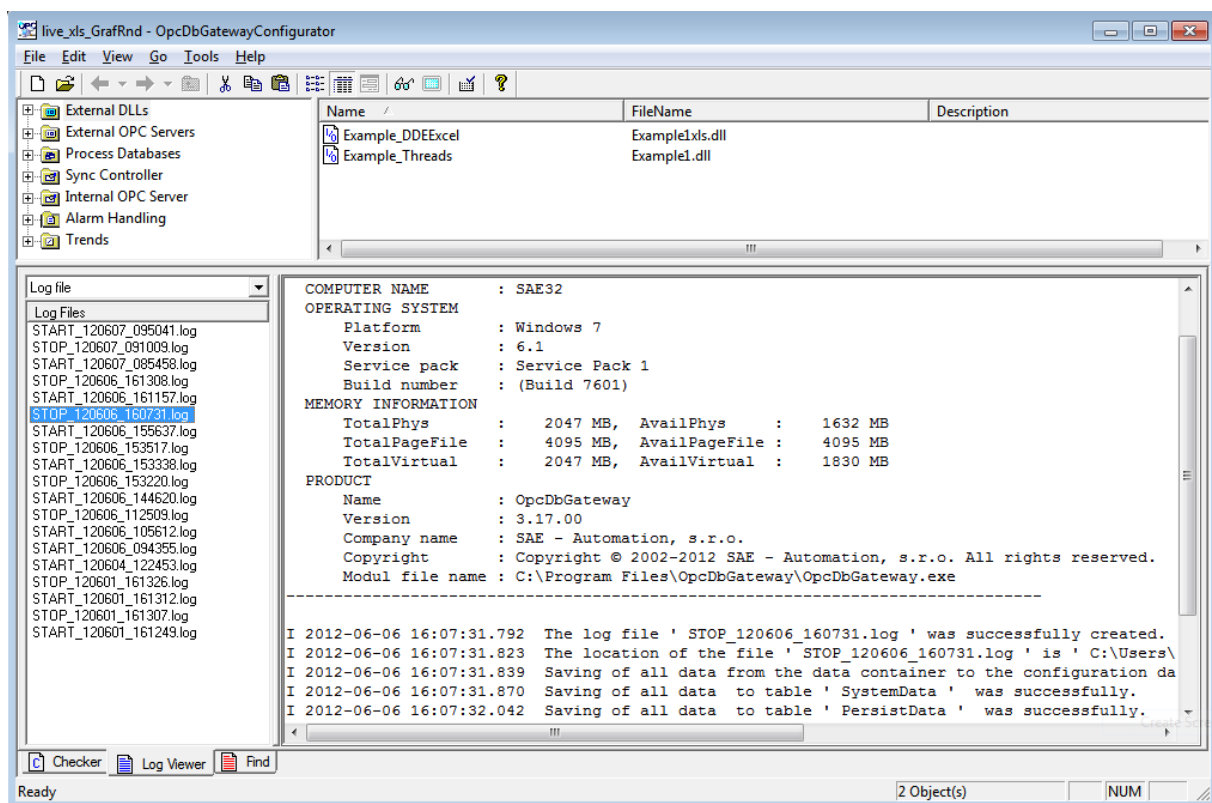 live_xls_GrafRnd - OpcDbGatewayConfigurator
File Edit View Go Tools Help
External DLLs
External OPC Servers
Process Databases
Sync Controller
Internal OPC Server
Alarm Handling
Trends
Name FileName Description
Example_DDEExcel Example1xls.dll
Example_Threads Example1.dll
Log file
Log Files
START_120607_095041.log
STOP_120607_091009.log
START_120607_085458.log
STOP_120606_161308.log
START_120606_161157.log
STOP_120606_160731.log
START_120606_155637.log
STOP_120606_153517.log
START_120606_153338.log
STOP_120606_153220.log
START_120606_144620.log
STOP_120606_112509.log
START_120606_105612.log
START_120606_094355.log
START_120604_122453.log
STOP_120601_161326.log
START_120601_161312.log
STOP_120601_161307.log
START_120601_161249.log
COMPUTER NAME : SAE32
OPERATING SYSTEM
Platform : Windows 7
Version : 6.1
Service pack : Service Pack 1
Build number : (Build 7601)
MEMORY INFORMATION
TotalPhys : 2047 MB, AvailPhys : 1632 MB
TotalPageFile : 4095 MB, AvailPageFile : 4095 MB
TotalVirtual : 2047 MB, AvailVirtual : 1830 MB
PRODUCT
Name : OpcDbGateway
Version : 3.17.00
Company name : SAE - Automation, s.r.o.
Copyright : Copyright © 2002-2012 SAE - Automation, s.r.o. All rights reserved.
Modul file name : C:\Program Files\OpcDbGateway\OpcDbGateway.exe
-------------------------------------------------------------------------------
I 2012-06-06 16:07:31.792 The log file ' STOP_120606_160731.log ' was successfully created.
I 2012-06-06 16:07:31.823 The location of the file ' STOP_120606_160731.log ' is ' C:\Users\
I 2012-06-06 16:07:31.839 Saving of all data from the data container to the configuration da
I 2012-06-06 16:07:31.870 Saving of all data to table ' SystemData ' was successfully.
I 2012-06-06 16:07:32.042 Saving of all data to table ' PersistData ' was successfully.
Create Scre
Checker Log Viewer Find
Ready 2 Object(s) NUM